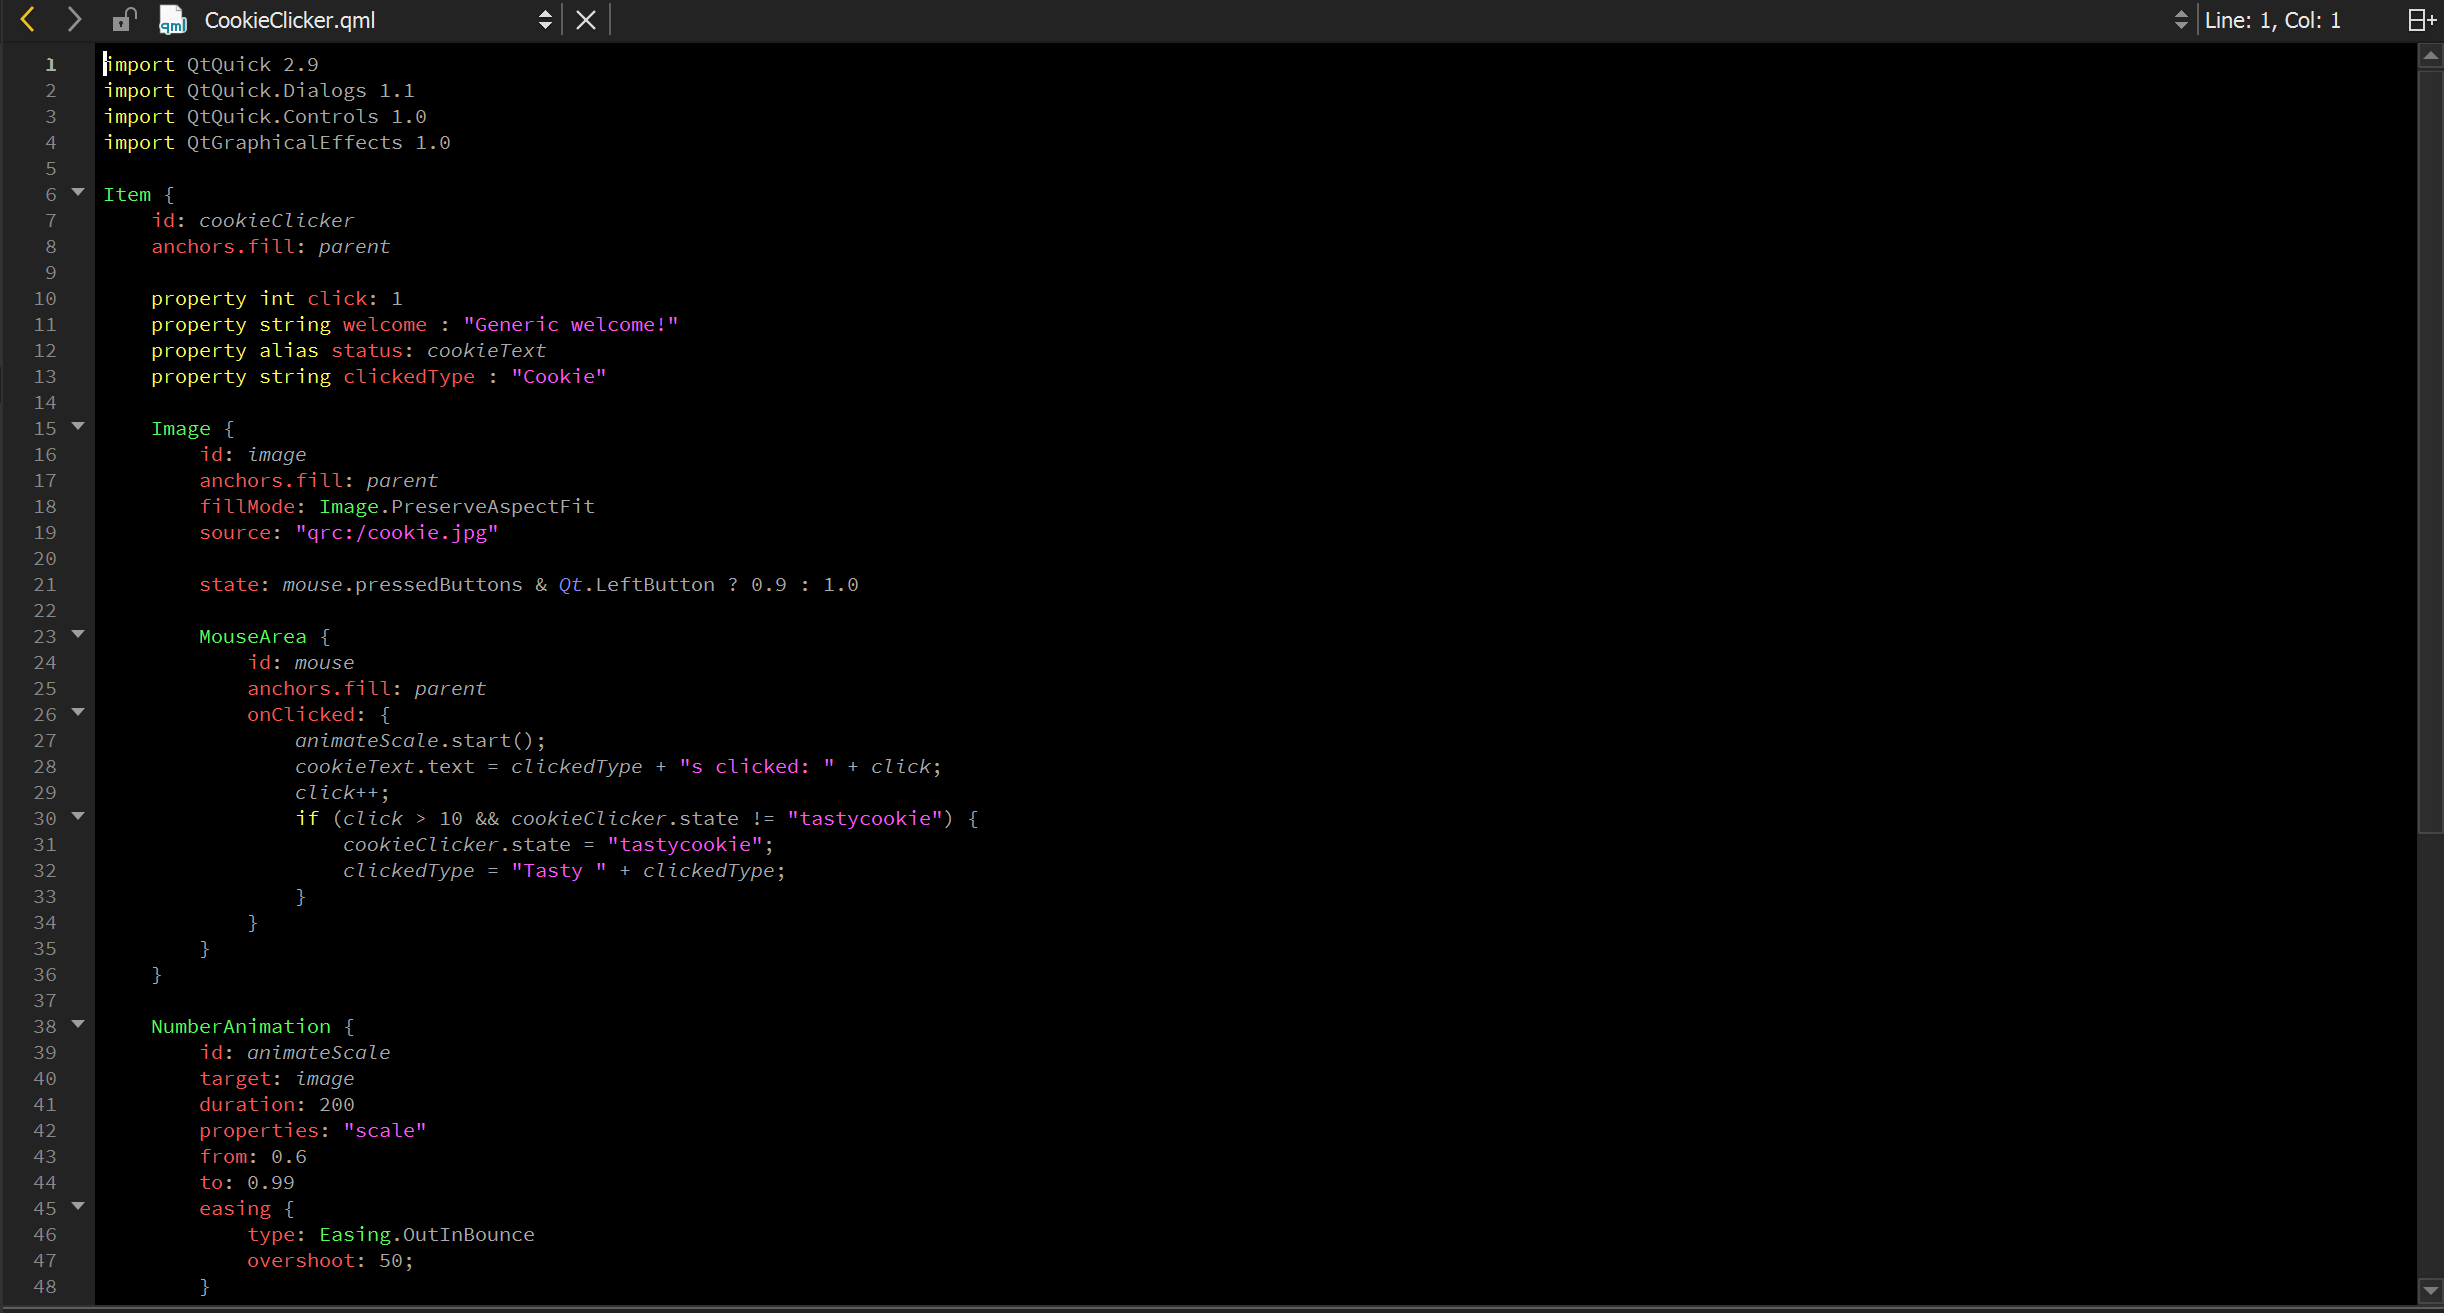 qml CookieClicker.qml Line: 1, Col: 1
1 import QtQuick 2.9
2 import QtQuick.Dialogs 1.1
3 import QtQuick.Controls 1.0
4 import QtGraphicalEffects 1.0
5
6 Item {
7     id: cookieClicker
8     anchors.fill: parent
9
10     property int click: 1
11     property string welcome : "Generic welcome!"
12     property alias status: cookieText
13     property string clickedType : "Cookie"
14
15     Image {
16         id: image
17         anchors.fill: parent
18         fillMode: Image.PreserveAspectFit
19         source: "qrc:/cookie.jpg"
20
21         state: mouse.pressedButtons & Qt.LeftButton ? 0.9 : 1.0
22
23         MouseArea {
24             id: mouse
25             anchors.fill: parent
26             onClicked: {
27                 animateScale.start();
28                 cookieText.text = clickedType + "s clicked: " + click;
29                 click++;
30                 if (click > 10 && cookieClicker.state != "tastycookie") {
31                     cookieClicker.state = "tastycookie";
32                     clickedType = "Tasty " + clickedType;
33                 }
34             }
35         }
36     }
37
38     NumberAnimation {
39         id: animateScale
40         target: image
41         duration: 200
42         properties: "scale"
43         from: 0.6
44         to: 0.99
45         easing {
46             type: Easing.OutInBounce
47             overshoot: 50;
48         }